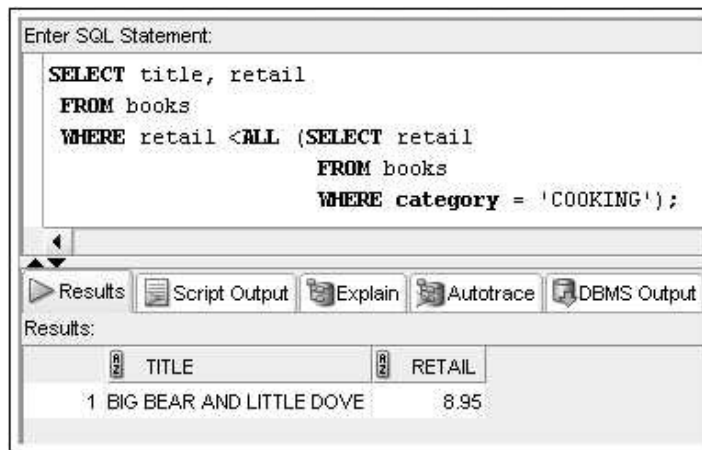 Enter SQL Statement:
SELECT title, retail
FROM books
WHERE retail <ALL (SELECT retail
FROM books
WHERE category = 'COOKING');
Results Script Output Explain Autotrace DBMS Output
Results:
TITLE RETAIL
1 BIG BEAR AND LITTLE DOVE 8.95